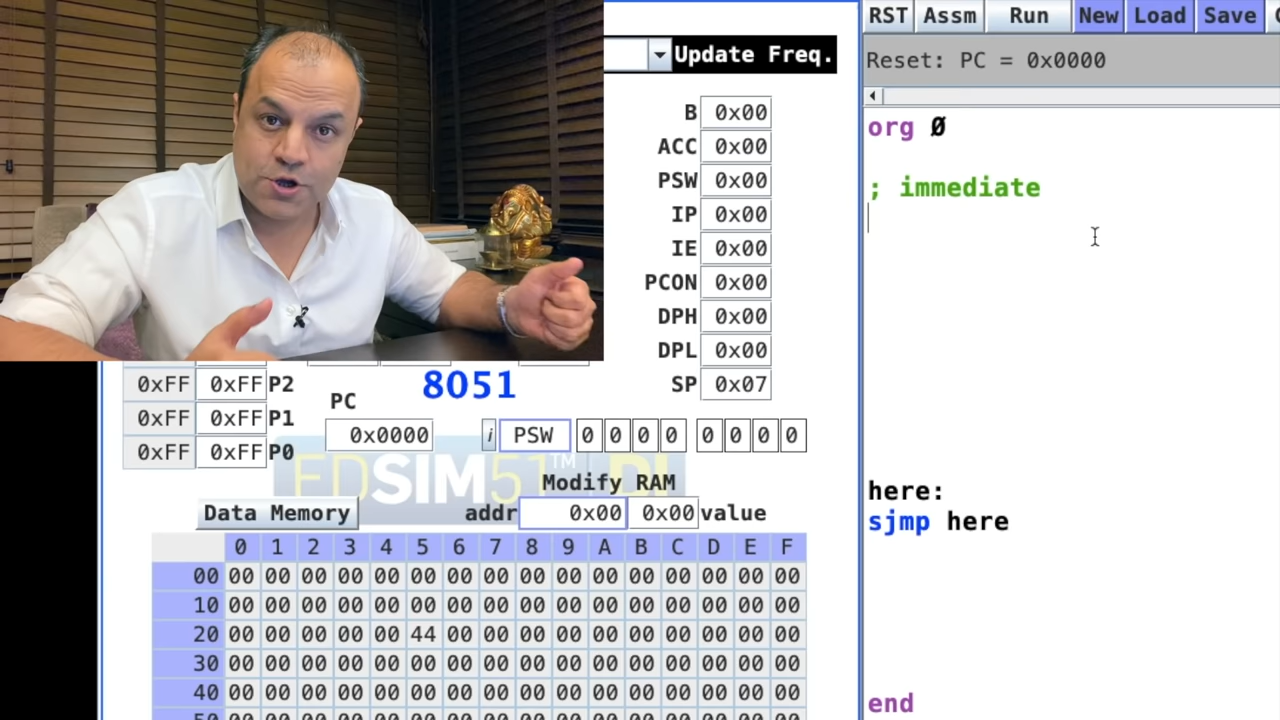 RST Assm Run New Load Save
Update Freq.
Reset: PC = 0x0000
org 0
; immediate
here:
sjmp here
end
B 0x00
ACC 0x00
PSW 0x00
IP 0x00
IE 0x00
PCON 0x00
DPH 0x00
DPL 0x00
SP 0x07
0xFF 0xFF P2
0xFF 0xFF P1
0xFF 0xFF P0
8051
PC
0x0000
i PSW 0 0 0 0 0 0 0 0
EDSIM51™ DI
Modify RAM
Data Memory addr 0x00 0x00 value
0 1 2 3 4 5 6 7 8 9 A B C D E F
00 00 00 00 00 00 00 00 00 00 00 00 00 00 00 00 00
10 00 00 00 00 00 00 00 00 00 00 00 00 00 00 00 00
20 00 00 00 00 00 44 00 00 00 00 00 00 00 00 00 00
30 00 00 00 00 00 00 00 00 00 00 00 00 00 00 00 00
40 00 00 00 00 00 00 00 00 00 00 00 00 00 00 00 00